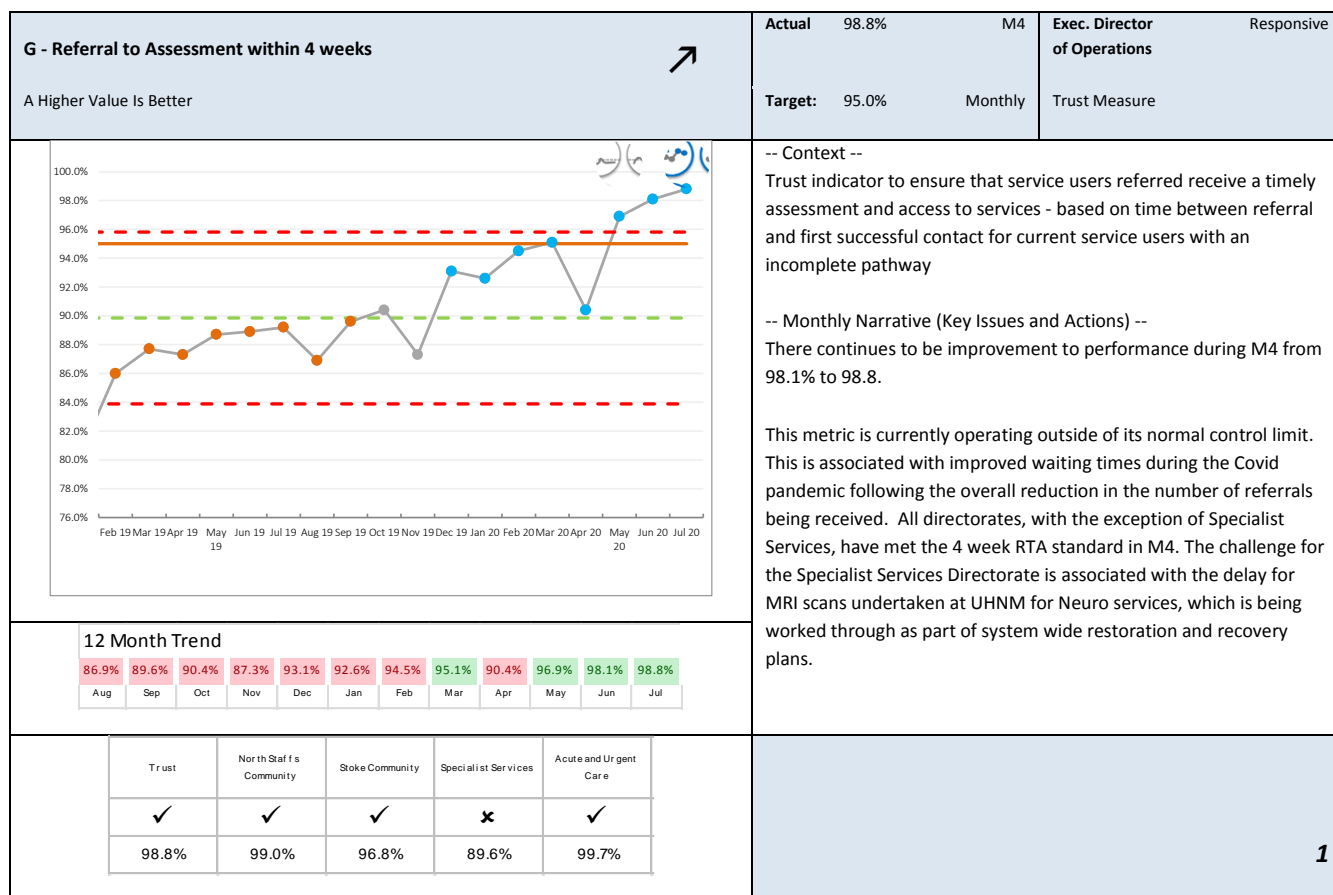 G - Referral to Assessment within 4 weeks
↗
A Higher Value Is Better
Actual 98.8% M4
Target: 95.0% Monthly
Exec. Director Responsive
of Operations
Trust Measure
100.0%
98.0%
96.0%
94.0%
92.0%
90.0%
88.0%
86.0%
84.0%
82.0%
80.0%
78.0%
76.0%
Feb 19 Mar 19 Apr 19 May 19 Jun 19 Jul 19 Aug 19 Sep 19 Oct 19 Nov 19 Dec 19 Jan 20 Feb 20 Mar 20 Apr 20 May 20 Jun 20 Jul 20
-- Context --
Trust indicator to ensure that service users referred receive a timely
assessment and access to services - based on time between referral
and first successful contact for current service users with an
incomplete pathway
-- Monthly Narrative (Key Issues and Actions) --
There continues to be improvement to performance during M4 from
98.1% to 98.8.
This metric is currently operating outside of its normal control limit.
This is associated with improved waiting times during the Covid
pandemic following the overall reduction in the number of referrals
being received.  All directorates, with the exception of Specialist
Services, have met the 4 week RTA standard in M4. The challenge for
the Specialist Services Directorate is associated with the delay for
MRI scans undertaken at UHNM for Neuro services, which is being
worked through as part of system wide restoration and recovery
plans.
12 Month Trend
86.9% 89.6% 90.4% 87.3% 93.1% 92.6% 94.5% 95.1% 90.4% 96.9% 98.1% 98.8%
Aug Sep Oct Nov Dec Jan Feb Mar Apr May Jun Jul
Trust
North Staffs
Community
Stoke Community
Specialist Services
Acute and Urgent
Care
✓ ✓ ✓ ✗ ✓
98.8% 99.0% 96.8% 89.6% 99.7%
1